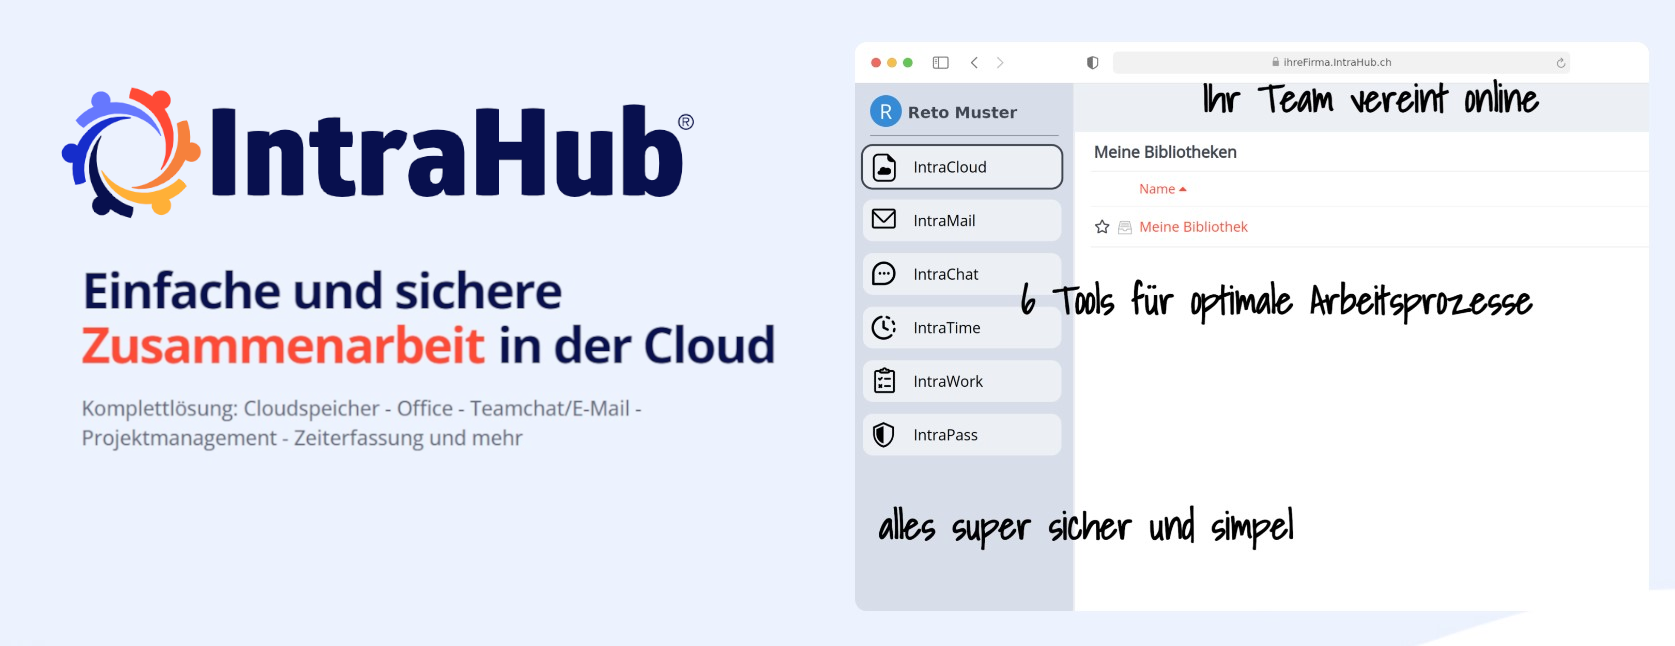 IntraHub®
Einfache und sichere
Zusammenarbeit in der Cloud
Komplettlösung: Cloudspeicher - Office - Teamchat/E-Mail -
Projektmanagement - Zeiterfassung und mehr
ihreFirma.IntraHub.ch
Ihr Team vereint online
R Reto Muster
IntraCloud
IntraMail
IntraChat
IntraTime
IntraWork
IntraPass
Meine Bibliotheken
Name
Meine Bibliothek
6 Tools für optimale Arbeitsprozesse
alles super sicher und simpel